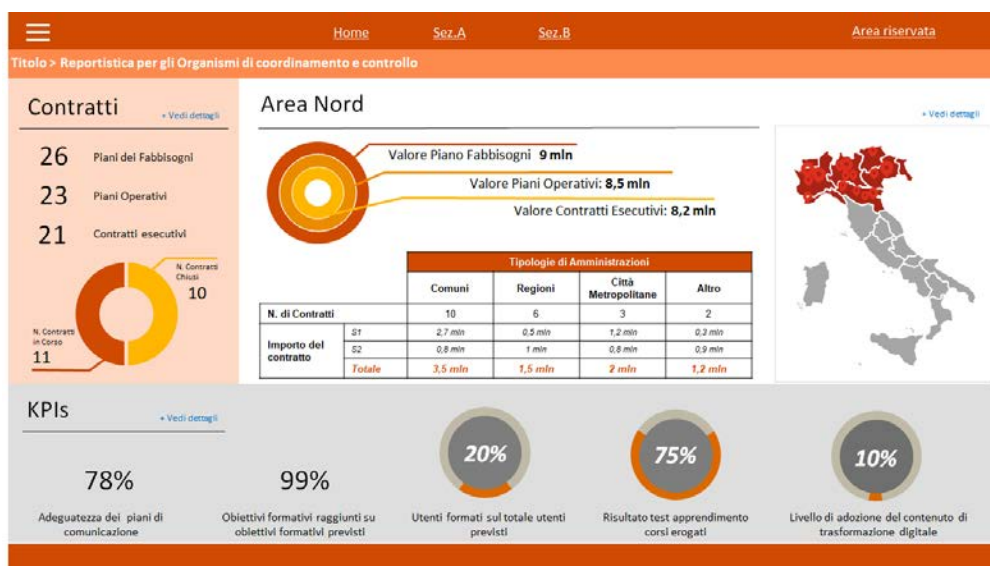 Home Sez.A Sez.B Area riservata
Titolo > Reportistica per gli Organismi di coordinamento e controllo
Contratti
+ Vedi dettagli
26 Piani dei Fabbisogni
23 Piani Operativi
21 Contratti esecutivi
N. Contratti
Chiusi
10
N. Contratti
in Corso
11
Area Nord
+ Vedi dettagli
Valore Piano Fabbisogni 9 mln
Valore Piani Operativi: 8,5 mln
Valore Contratti Esecutivi: 8,2 mln
Tipologie di Amministrazioni
Comuni Regioni Città Metropolitane Altro
N. di Contratti 10 6 3 2
Importo del contratto
S1 2,7 mln 0,5 mln 1,2 mln 0,3 mln
S2 0,8 mln 1 mln 0,8 mln 0,9 mln
Totale 3,5 mln 1,5 mln 2 mln 1,2 mln
KPIs
+ Vedi dettagli
78%
Adeguatezza dei piani di
comunicazione
99%
Obiettivi formativi raggiunti su
obiettivi formativi previsti
20%
Utenti formati sul totale utenti
previsti
75%
Risultato test apprendimento
corsi erogati
10%
Livello di adozione del contenuto di
trasformazione digitale